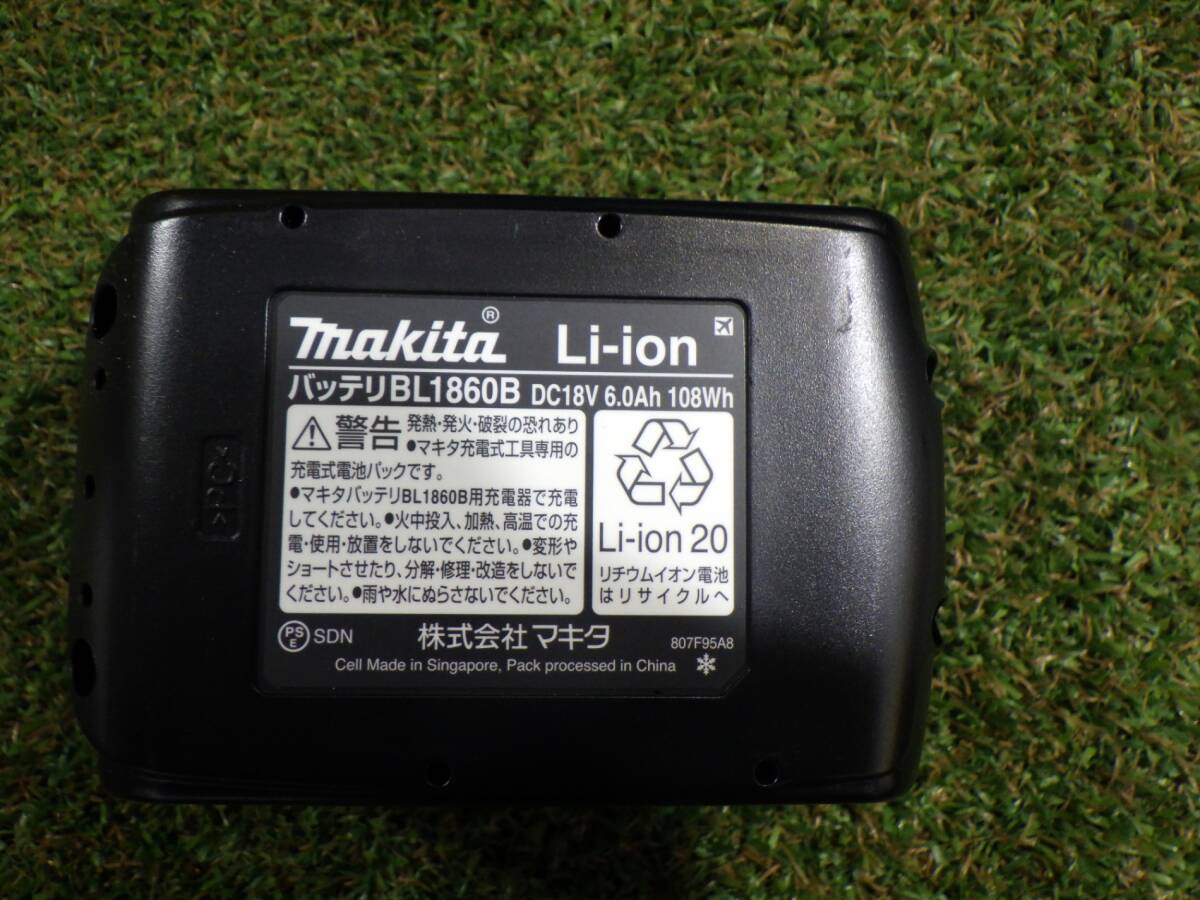 makita® Li-ion
バッテリBL1860B DC18V 6.0Ah 108Wh
警告 発熱・発火・破裂の恐れあり
●マキタ充電式工具専用の
充電式電池パックです。
●マキタバッテリBL1860B用充電器で充電
してください。●火中投入、加熱、高温での充
電・使用・放置をしないでください。●変形や
ショートさせたり、分解・修理・改造をしないで
ください。●雨や水にぬらさないでください。
Li-ion 20
リチウムイオン電池
はリサイクルへ
PSE SDN 株式会社マキタ 807F95A8
Cell Made in Singapore, Pack processed in China
>PC<